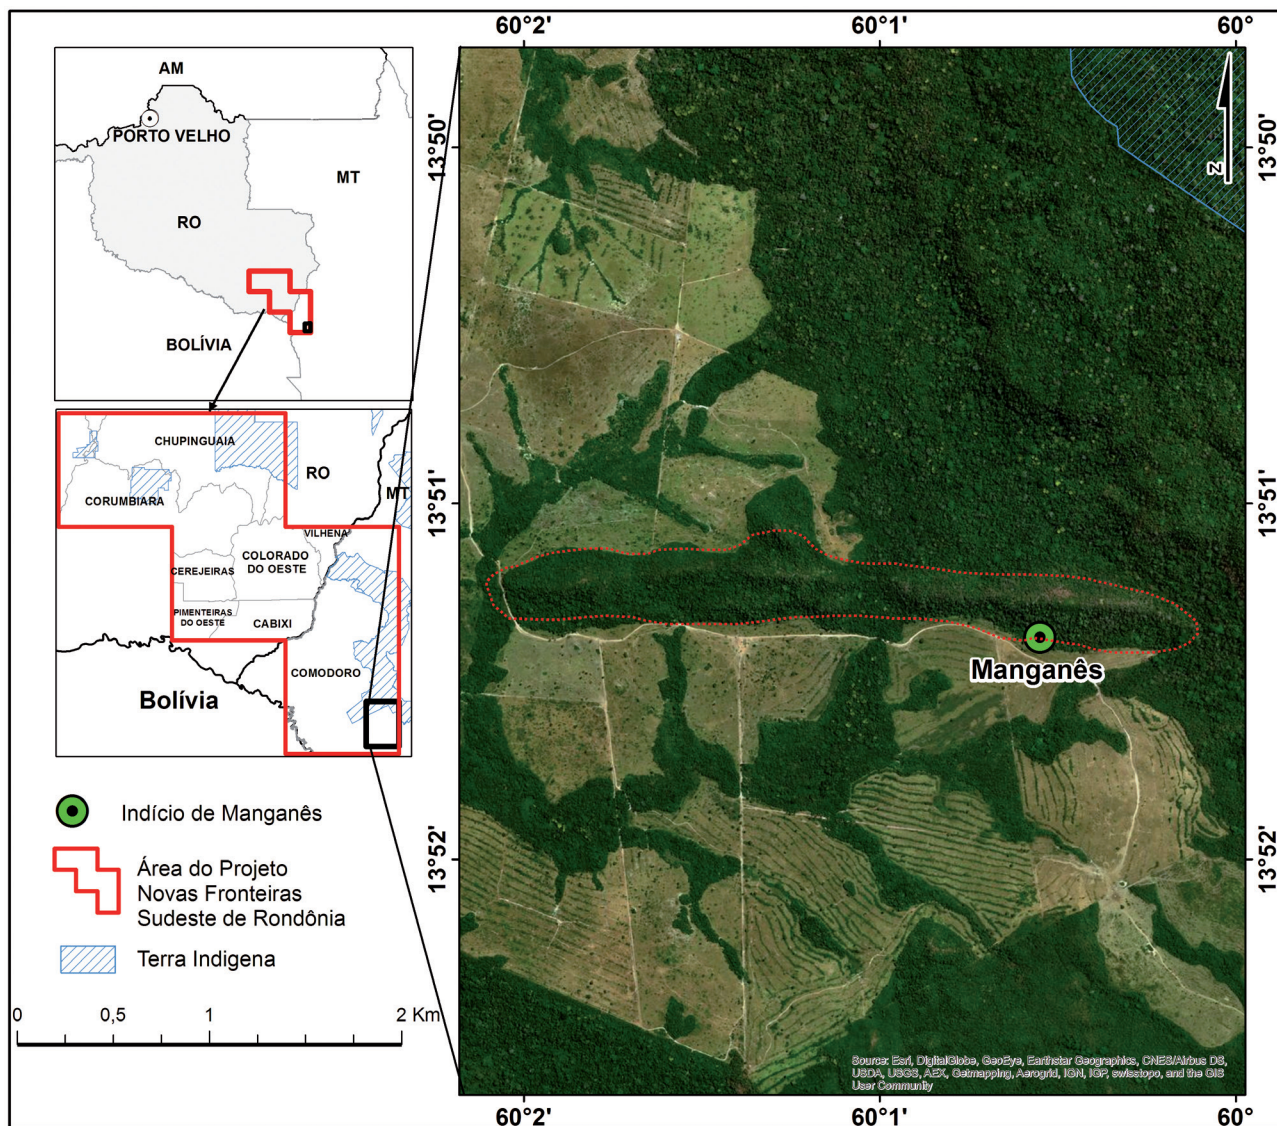 60°2'
60°1'
60°
AM
PORTO VELHO
MT
RO
BOLÍVIA
CHUPINGUAIA
RO
MT
CORUMBIARA
VILHENA
COLORADO
DO OESTE
CEREJEIRAS
PIMENTEIRAS
DO OESTE
CABIXI
COMODORO
Bolívia
Indício de Manganês
Área do Projeto
Novas Fronteiras
Sudeste de Rondônia
Terra Indigena
0
0,5
1
2 Km
13°50'
13°51'
13°52'
N
13°50'
13°51'
13°52'
Manganês
Source: Esri, DigitalGlobe, GeoEye, Earthstar Geographics, CNES/Airbus DS,
USDA, USGS, AEX, Getmapping, Aerogrid, IGN, IGP, swisstopo, and the GIS
User Community
60°2'
60°1'
60°